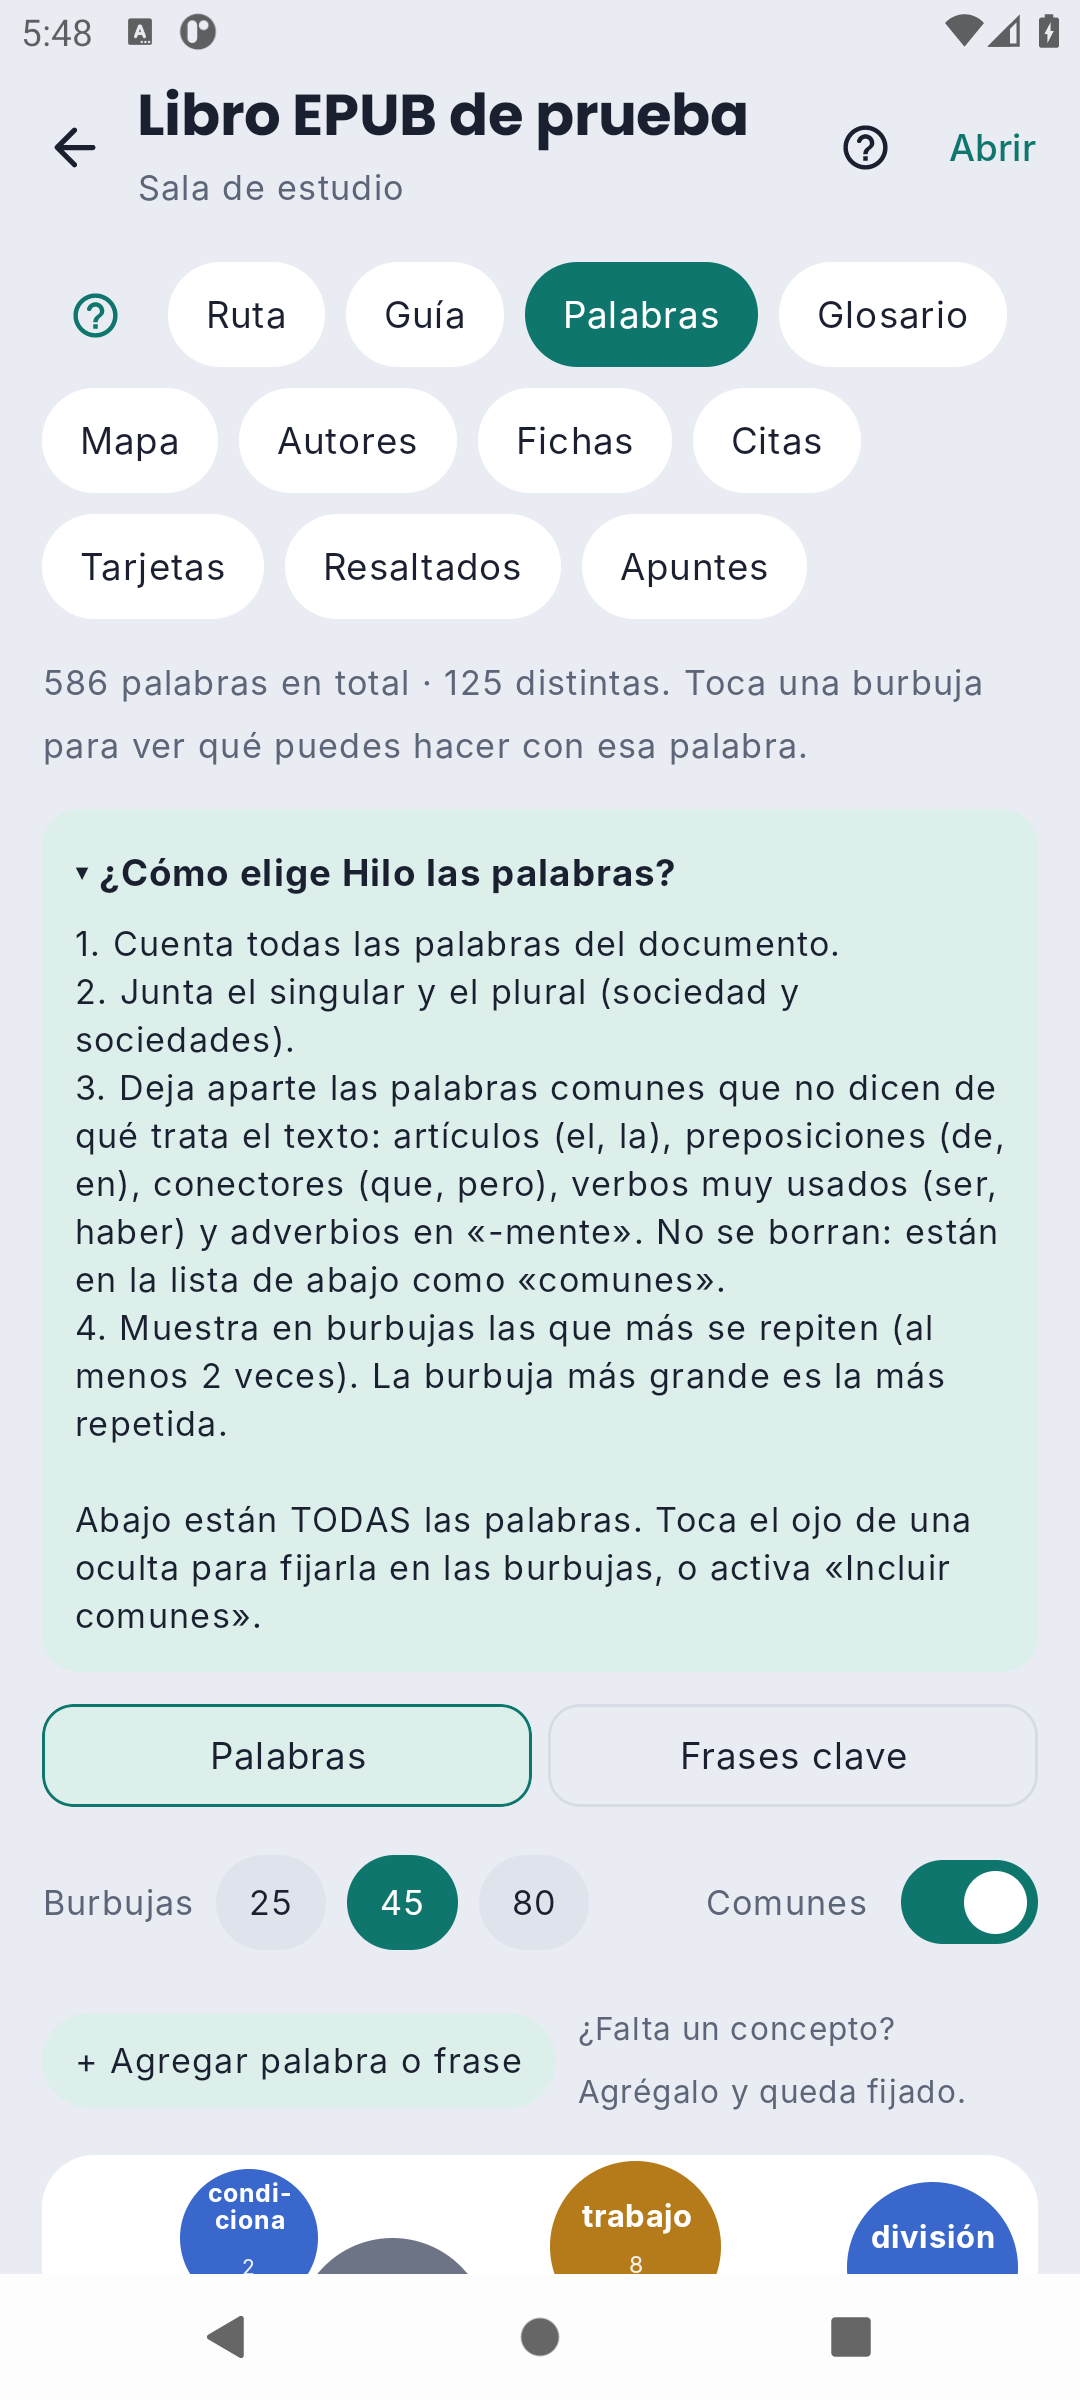 5:48
Libro EPUB de prueba
Sala de estudio
Abrir
Ruta
Guía
Palabras
Glosario
Mapa
Autores
Fichas
Citas
Tarjetas
Resaltados
Apuntes
586 palabras en total · 125 distintas. Toca una burbuja
para ver qué puedes hacer con esa palabra.
▾ ¿Cómo elige Hilo las palabras?
1. Cuenta todas las palabras del documento.
2. Junta el singular y el plural (sociedad y
sociedades).
3. Deja aparte las palabras comunes que no dicen de
qué trata el texto: artículos (el, la), preposiciones (de,
en), conectores (que, pero), verbos muy usados (ser,
haber) y adverbios en «-mente». No se borran: están
en la lista de abajo como «comunes».
4. Muestra en burbujas las que más se repiten (al
menos 2 veces). La burbuja más grande es la más
repetida.
Abajo están TODAS las palabras. Toca el ojo de una
oculta para fijarla en las burbujas, o activa «Incluir
comunes».
Palabras
Frases clave
Burbujas
25
45
80
Comunes
+ Agregar palabra o frase
¿Falta un concepto?
Agrégalo y queda fijado.
condi-
ciona
2
trabajo
8
división